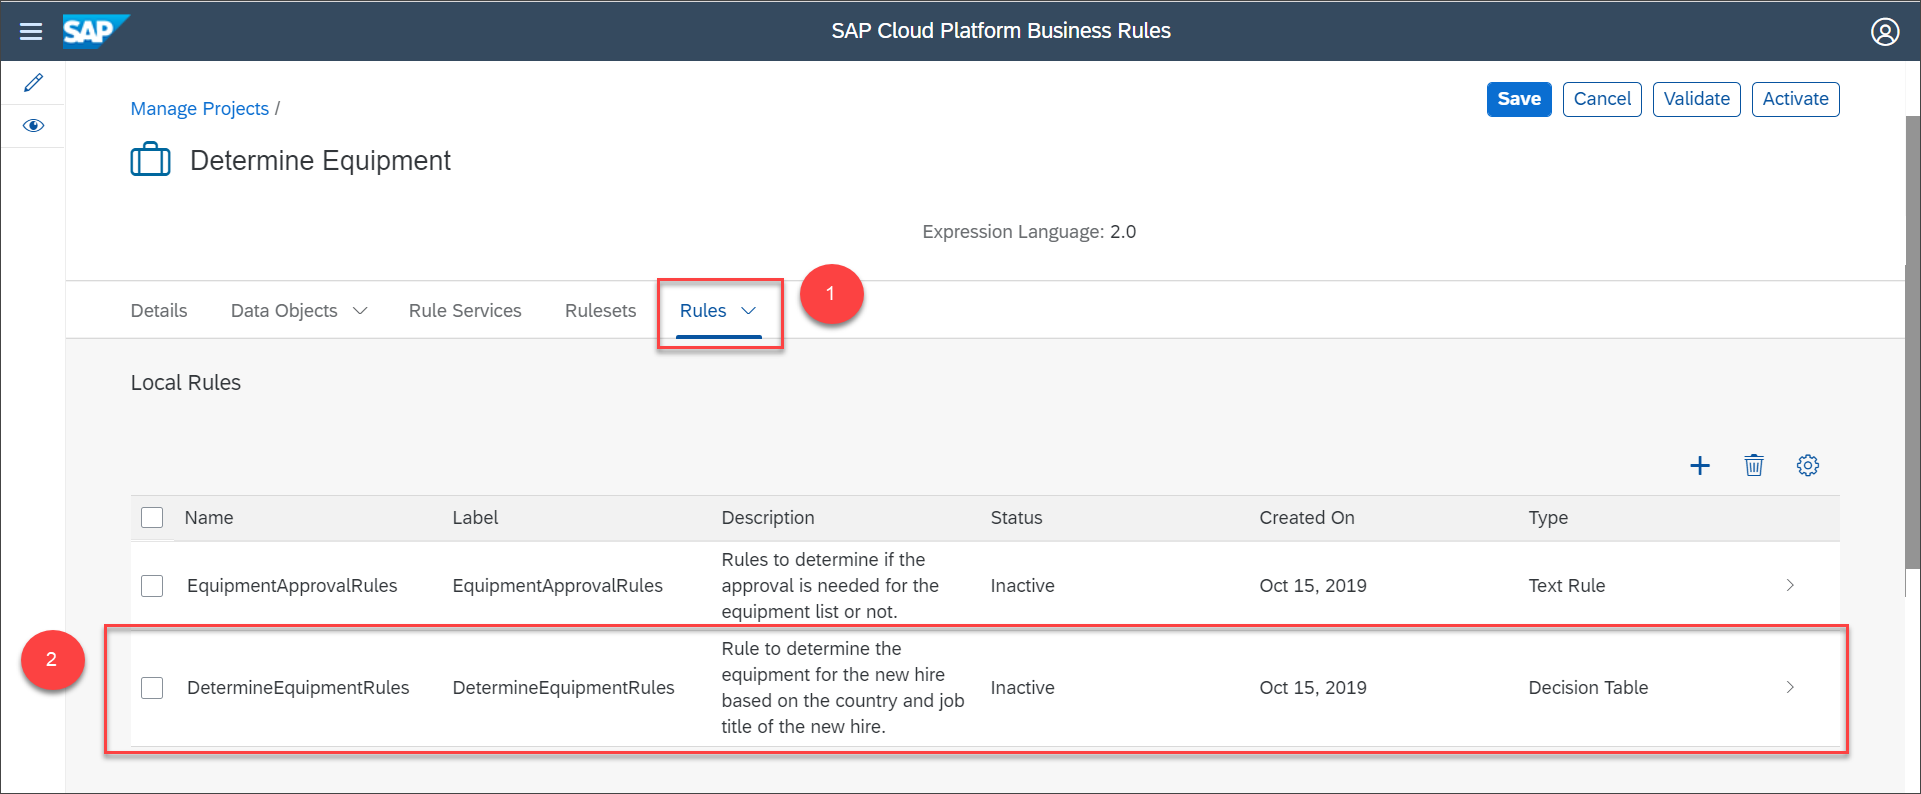 SAP
SAP Cloud Platform Business Rules
Manage Projects /
Save
Cancel
Validate
Activate
Determine Equipment
Expression Language: 2.0
Details
Data Objects
Rule Services
Rulesets
Rules
1
Local Rules
Name
Label
Description
Status
Created On
Type
EquipmentApprovalRules
EquipmentApprovalRules
Rules to determine if the
approval is needed for the
equipment list or not.
Inactive
Oct 15, 2019
Text Rule
2
DetermineEquipmentRules
DetermineEquipmentRules
Rule to determine the
equipment for the new hire
based on the country and job
title of the new hire.
Inactive
Oct 15, 2019
Decision Table